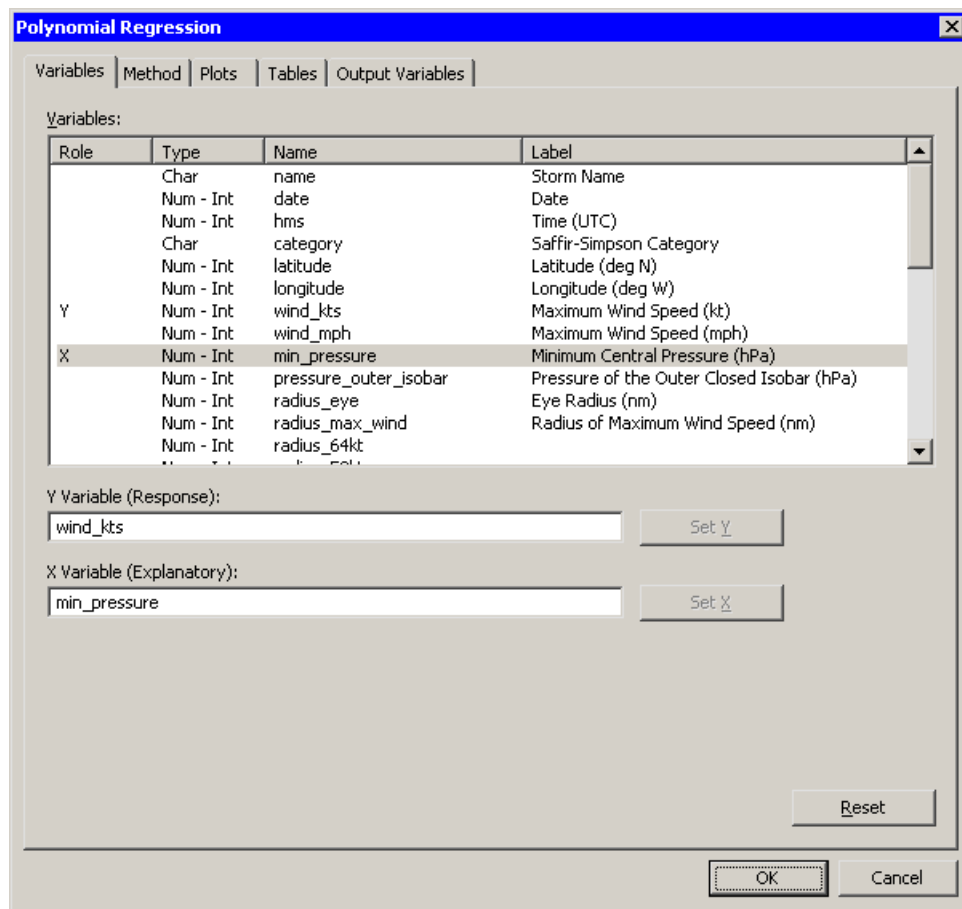 Polynomial Regression
Variables Method Plots Tables Output Variables
Variables:
Role Type Name Label
Char name Storm Name
Num - Int date Date
Num - Int hms Time (UTC)
Char category Saffir-Simpson Category
Num - Int latitude Latitude (deg N)
Num - Int longitude Longitude (deg W)
Y Num - Int wind_kts Maximum Wind Speed (kt)
Num - Int wind_mph Maximum Wind Speed (mph)
X Num - Int min_pressure Minimum Central Pressure (hPa)
Num - Int pressure_outer_isobar Pressure of the Outer Closed Isobar (hPa)
Num - Int radius_eye Eye Radius (nm)
Num - Int radius_max_wind Radius of Maximum Wind Speed (nm)
Num - Int radius_64kt
Y Variable (Response):
wind_kts Set Y
X Variable (Explanatory):
min_pressure Set X
Reset
OK Cancel